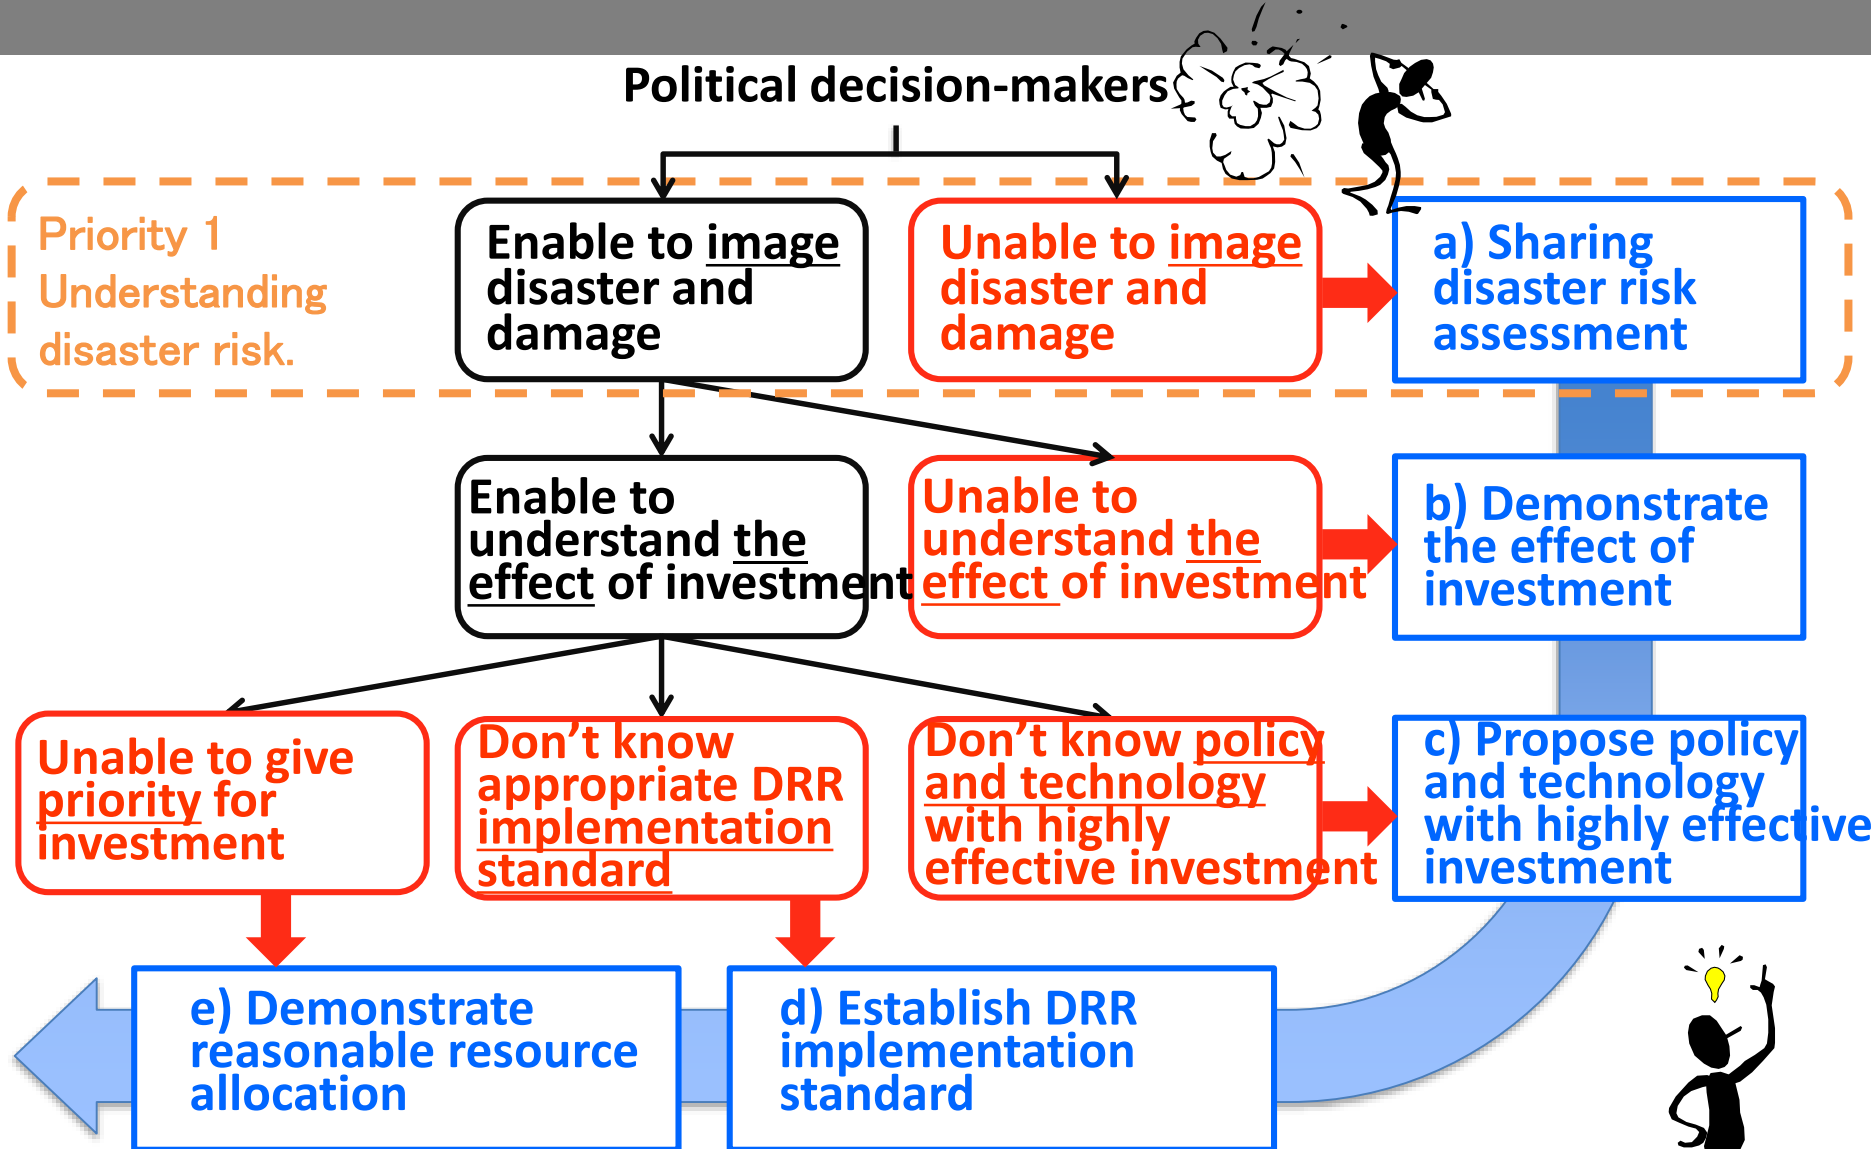 Political decision-makers
Priority 1
Understanding
disaster risk.
Enable to image
disaster and
damage
Unable to image
disaster and
damage
a) Sharing
disaster risk
assessment
Enable to
understand the
effect of investment
Unable to
understand the
effect of investment
b) Demonstrate
the effect of
investment
Unable to give
priority for
investment
Don’t know
appropriate DRR
implementation
standard
Don’t know policy
and technology
with highly
effective investment
c) Propose policy
and technology
with highly effective
investment
e) Demonstrate
reasonable resource
allocation
d) Establish DRR
implementation
standard